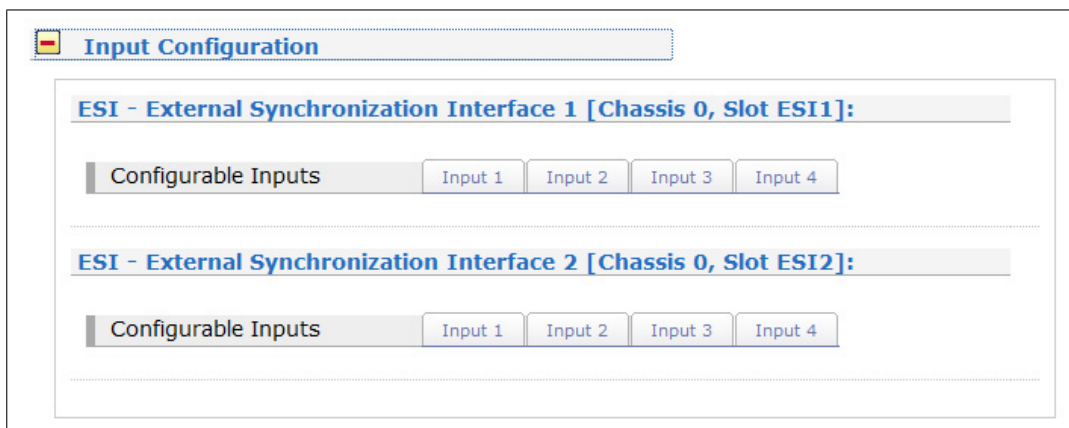 Input Configuration
ESI - External Synchronization Interface 1 [Chassis 0, Slot ESI1]:
Configurable Inputs Input 1 Input 2 Input 3 Input 4
ESI - External Synchronization Interface 2 [Chassis 0, Slot ESI2]:
Configurable Inputs Input 1 Input 2 Input 3 Input 4